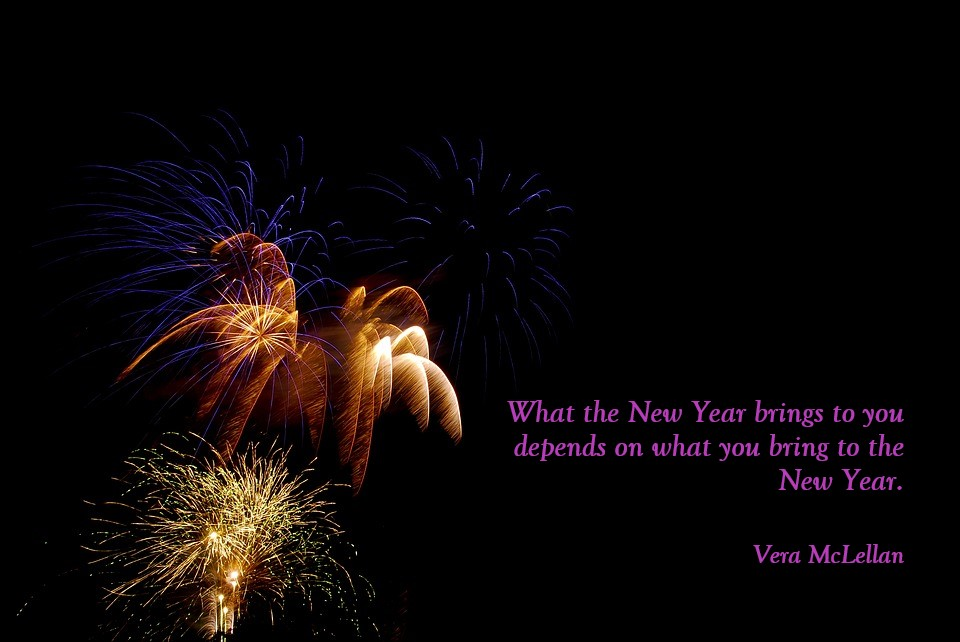 What the New Year brings to you
depends on what you bring to the
New Year.
Vera McLellan